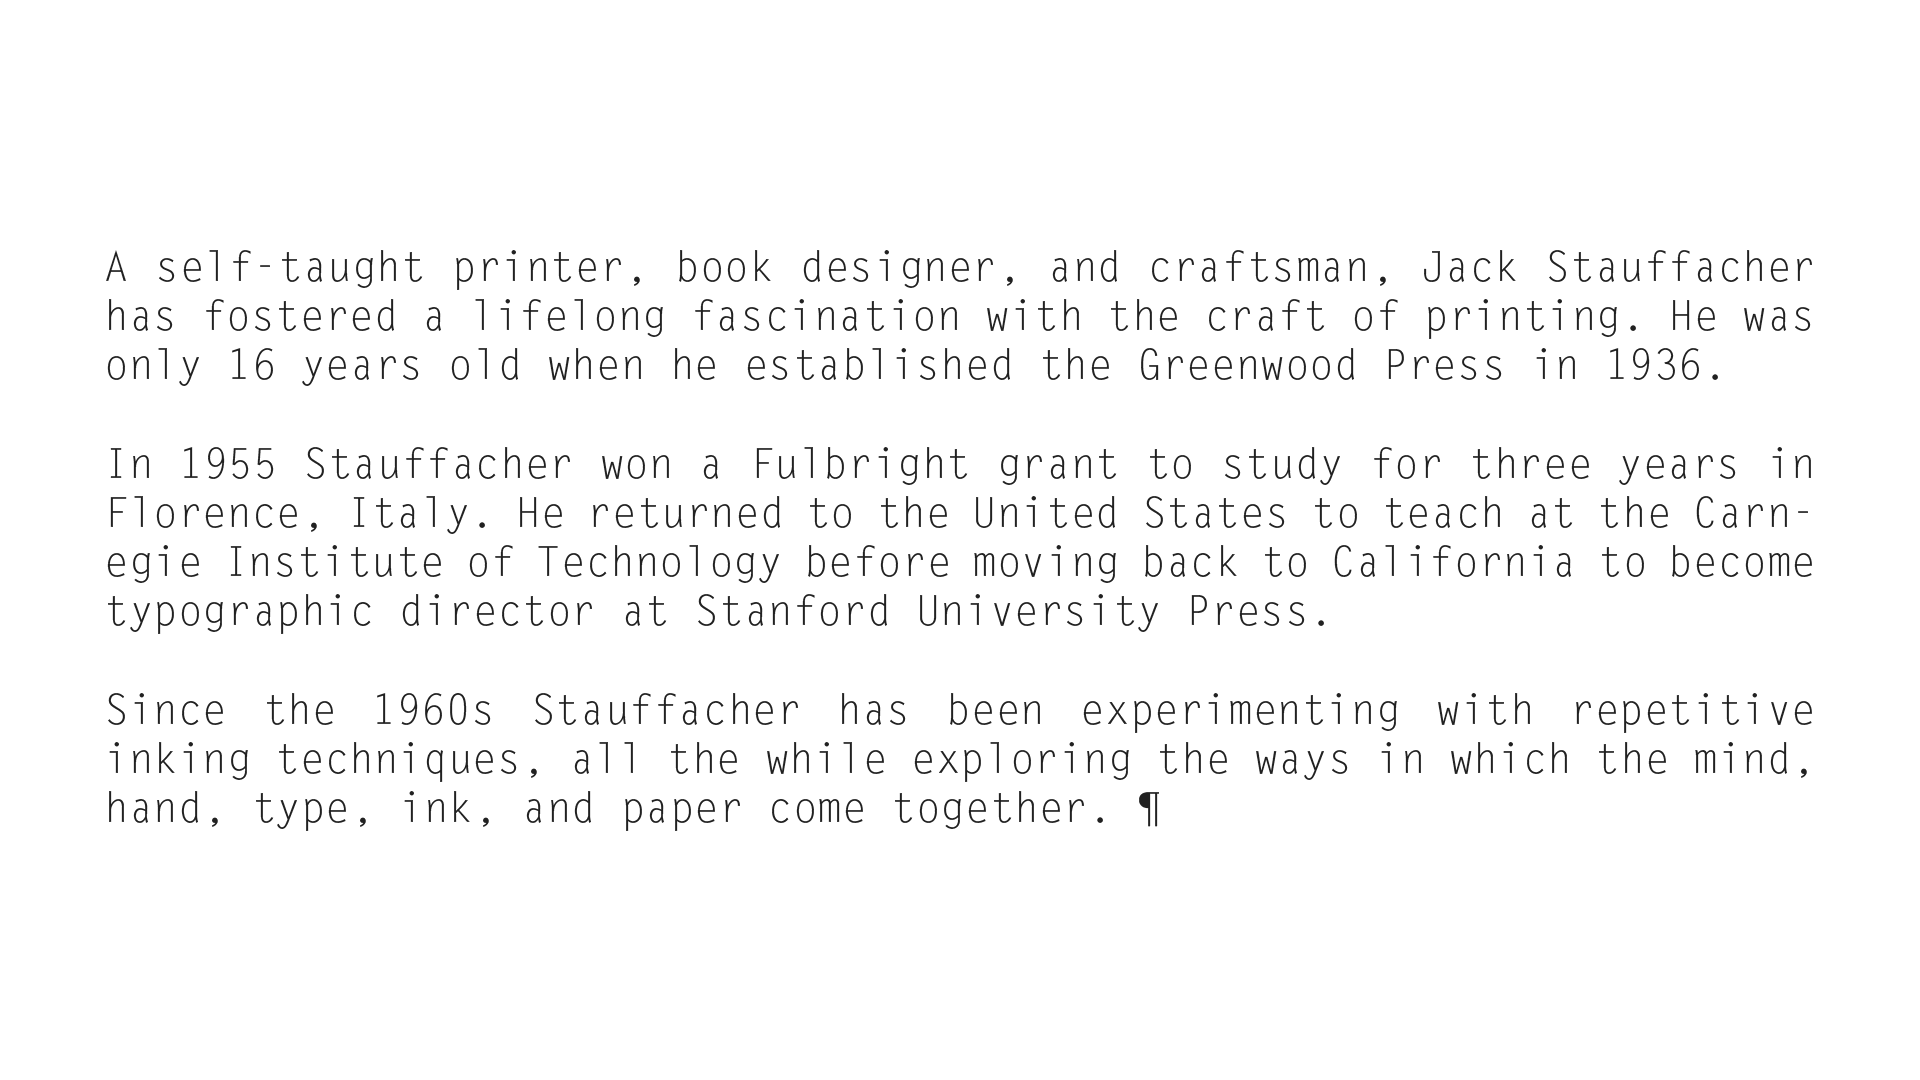 A self-taught printer, book designer, and craftsman, Jack Stauffacher
has fostered a lifelong fascination with the craft of printing. He was
only 16 years old when he established the Greenwood Press in 1936.

In 1955 Stauffacher won a Fulbright grant to study for three years in
Florence, Italy. He returned to the United States to teach at the Carn-
egie Institute of Technology before moving back to California to become
typographic director at Stanford University Press.

Since the 1960s Stauffacher has been experimenting with repetitive
inking techniques, all the while exploring the ways in which the mind,
hand, type, ink, and paper come together. ¶